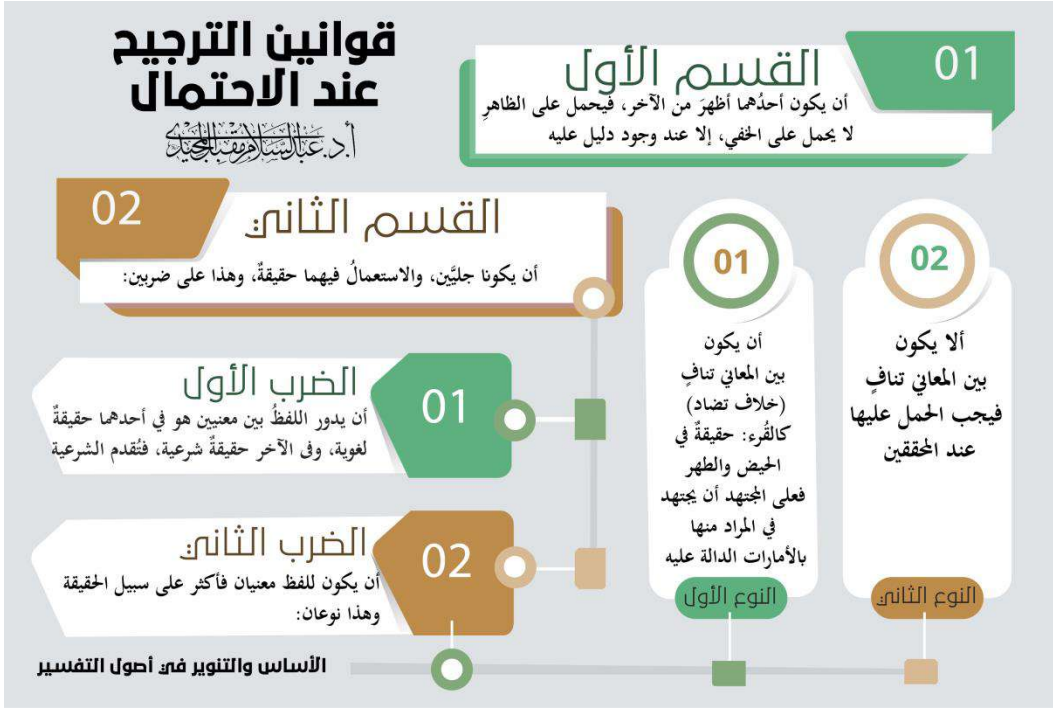 قوانين الترجيح
عند الاحتمال
أ.د. عبدالسلام مقبل المجيدي
01
القسم الأول
أن يكون أحدُهما أظهرَ من الآخر، فيحمل على الظاهرِ
لا يحمل على الخفي، إلا عند وجود دليل عليه
02
القسم الثاني
أن يكونا جليَّين، والاستعمالُ فيهما حقيقةٌ، وهذا على ضربين:
01
الضرب الأول
أن يدور اللفظُ بين معنيين هو في أحدهما حقيقةٌ
لغوية، وفي الآخر حقيقةٌ شرعية، فتُقدم الشرعية
02
الضرب الثاني
أن يكون للفظ معنيان فأكثر على سبيل الحقيقة
وهذا نوعان:
01
أن يكون
بين المعاني تنافٍ
(خلاف تضاد)
كالقُرء: حقيقةٌ في
الحيض والطهر
فعلى المجتهد أن يجتهد
في المراد منها
بالأمارات الدالة عليه
النوع الأول
02
ألا يكون
بين المعاني تنافٍ
فيجب الحمل عليها
عند المحققين
النوع الثاني
الأساس والتنوير في أصول التفسير